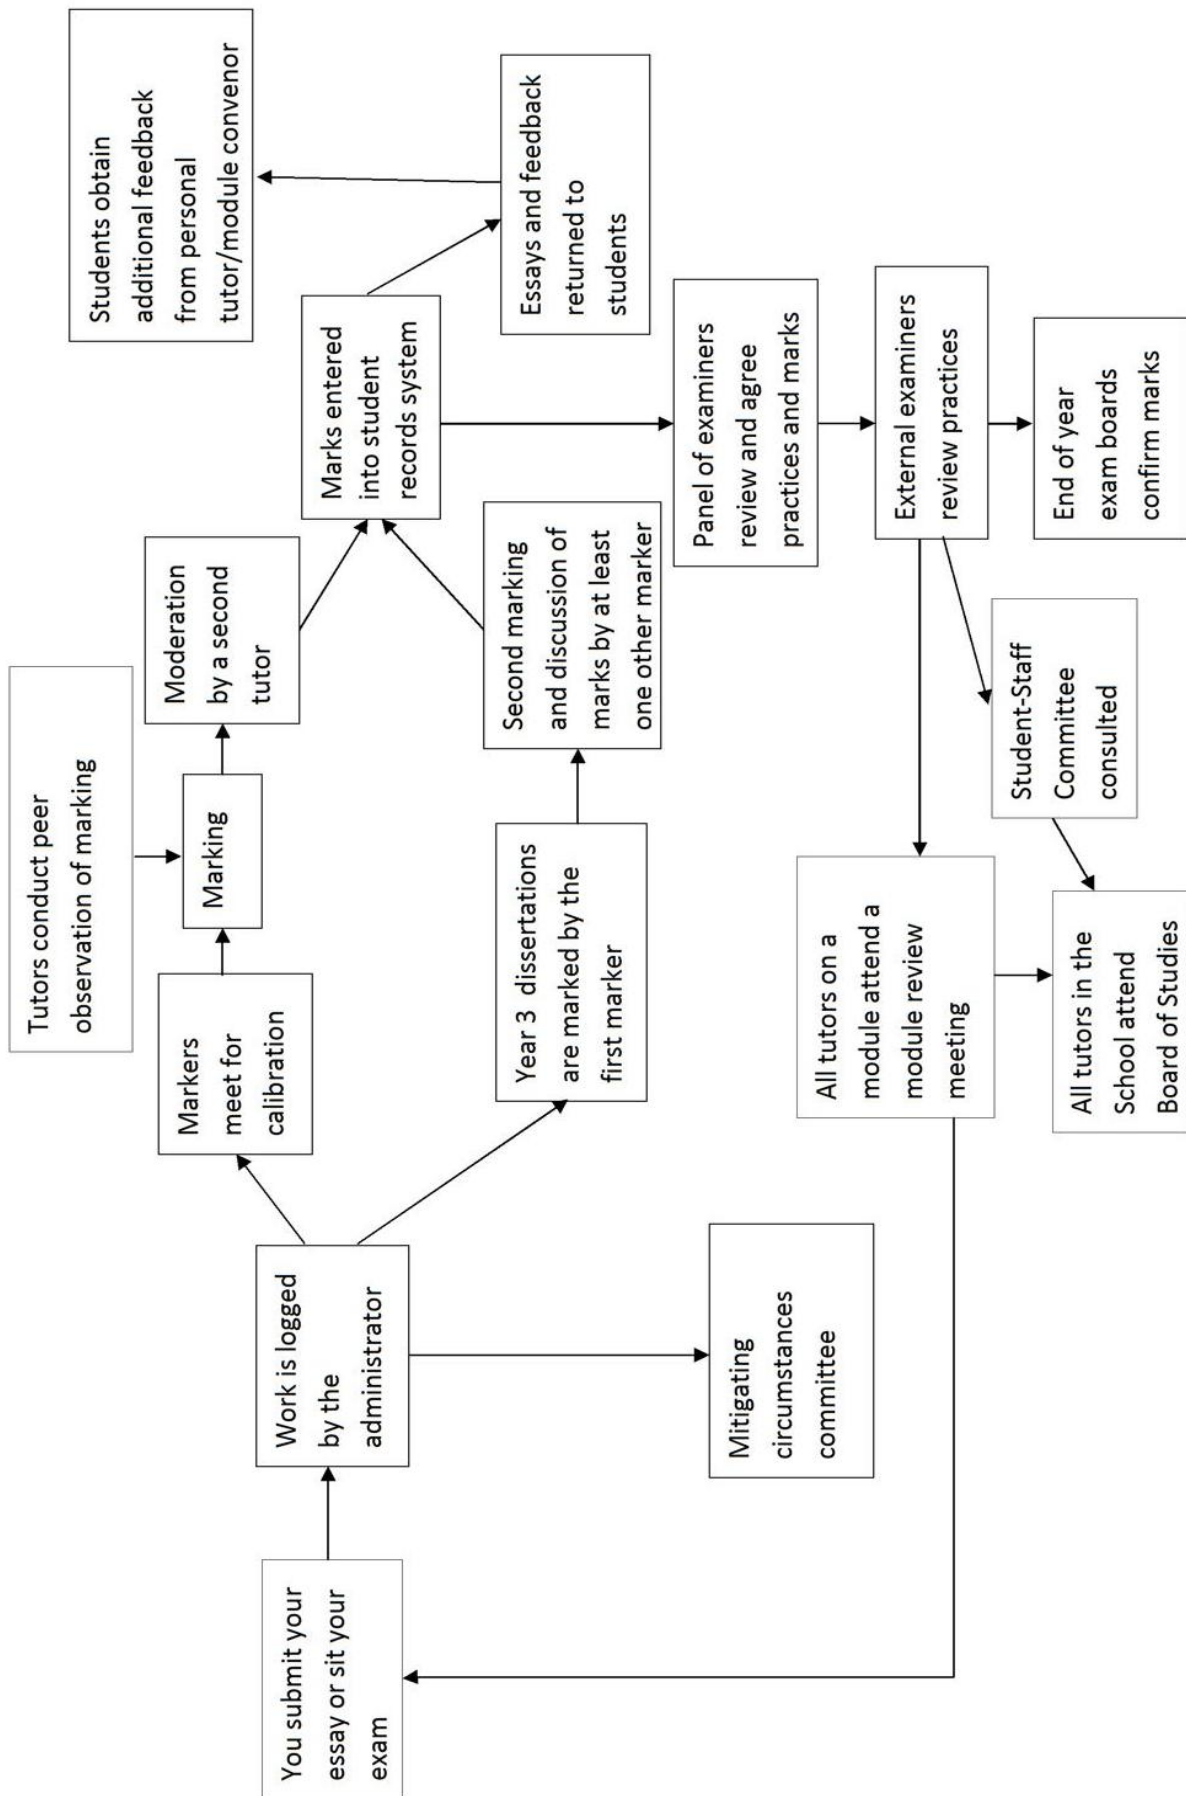 You submit your
essay or sit your
exam
Work is logged
by the
administrator
Mitigating
circumstances
committee
Markers
meet for
calibration
Tutors conduct peer
observation of marking
Marking
Moderation
by a second
tutor
Year 3 dissertations
are marked by the
first marker
Second marking
and discussion of
marks by at least
one other marker
Marks entered
into student
records system
Essays and feedback
returned to
students
Students obtain
additional feedback
from personal
tutor/module convenor
Panel of examiners
review and agree
practices and marks
External examiners
review practices
End of year
exam boards
confirm marks
Student-Staff
Committee
consulted
All tutors on a
module attend a
module review
meeting
All tutors in the
School attend
Board of Studies